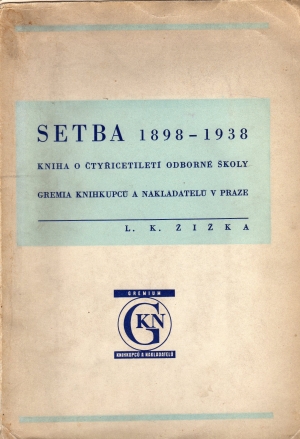 SETBA 1898–1938
KNIHA O ČTYŘICETILETÍ ODBORNÉ ŠKOLY
GREMIA KNIHKUPCŮ A NAKLADATELŮ V PRAZE
L. K. ŽIŽKA
GREMIUM
GKN
KNIHKUPCŮ & NAKLADATELŮ